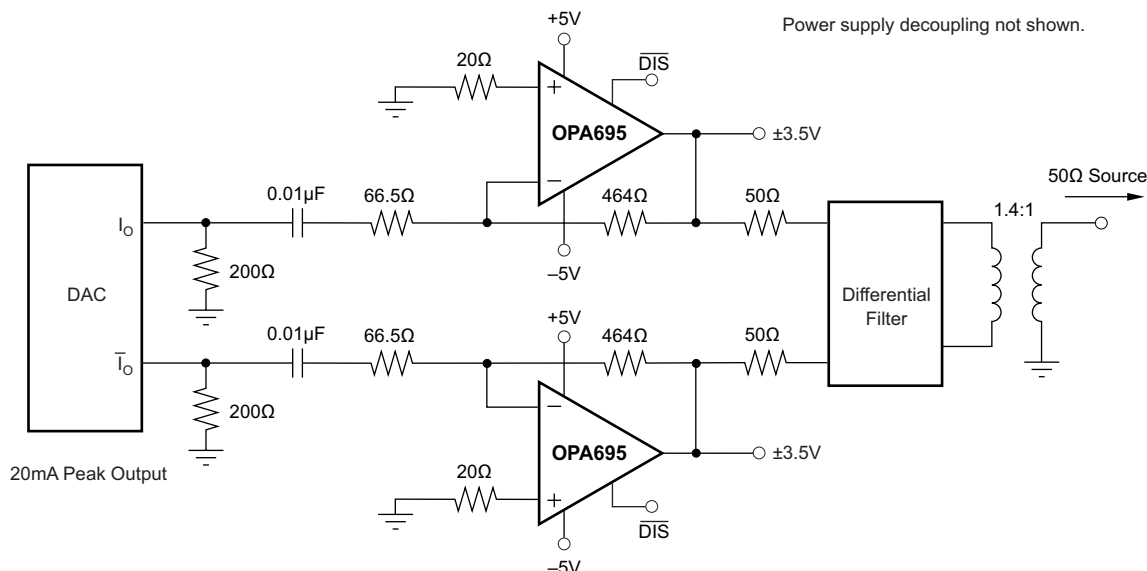 Power supply decoupling not shown.
+5V
20Ω
DIS
+
OPA695
±3.5V
−
0.01µF
66.5Ω
464Ω
50Ω
50Ω Source
1.4:1
IO
–5V
200Ω
DAC
Differential
Filter
+5V
0.01µF
66.5Ω
464Ω
50Ω
IO
200Ω
−
OPA695
±3.5V
20mA Peak Output
20Ω
+
DIS
–5V